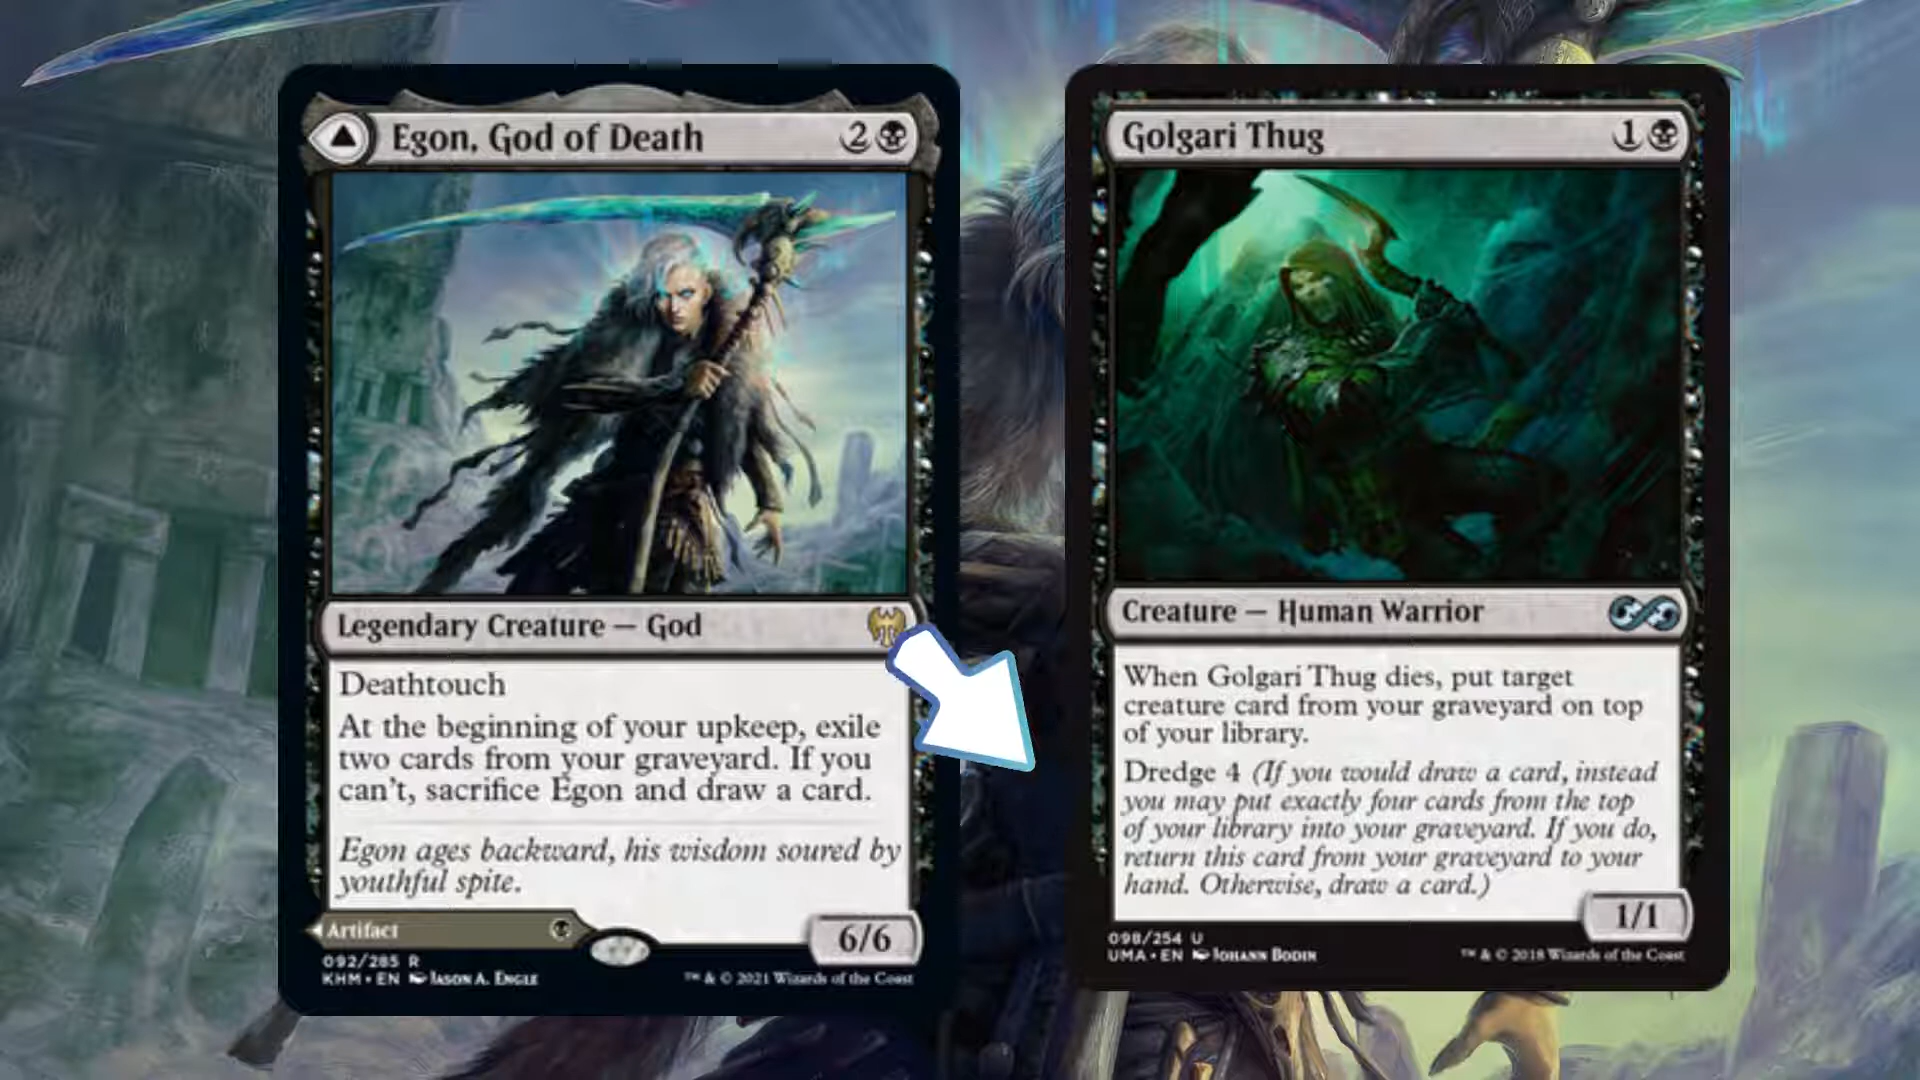 Egon, God of Death
2
Legendary Creature — God
Deathtouch
At the beginning of your upkeep, exile
two cards from your graveyard. If you
can't, sacrifice Egon and draw a card.
Egon ages backward, his wisdom soured by
youthful spite.
Artifact
6/6
092/285 R
KHM • EN JASON A. ENGLE
™ & © 2021 Wizards of the Coast
Golgari Thug
1
Creature — Human Warrior
When Golgari Thug dies, put target
creature card from your graveyard on top
of your library.
Dredge 4 (If you would draw a card, instead
you may put exactly four cards from the top
of your library into your graveyard. If you do,
return this card from your graveyard to your
hand. Otherwise, draw a card.)
1/1
098/254 U
UMA • EN JOHANN BODIN
™ & © 2018 Wizards of the Coast